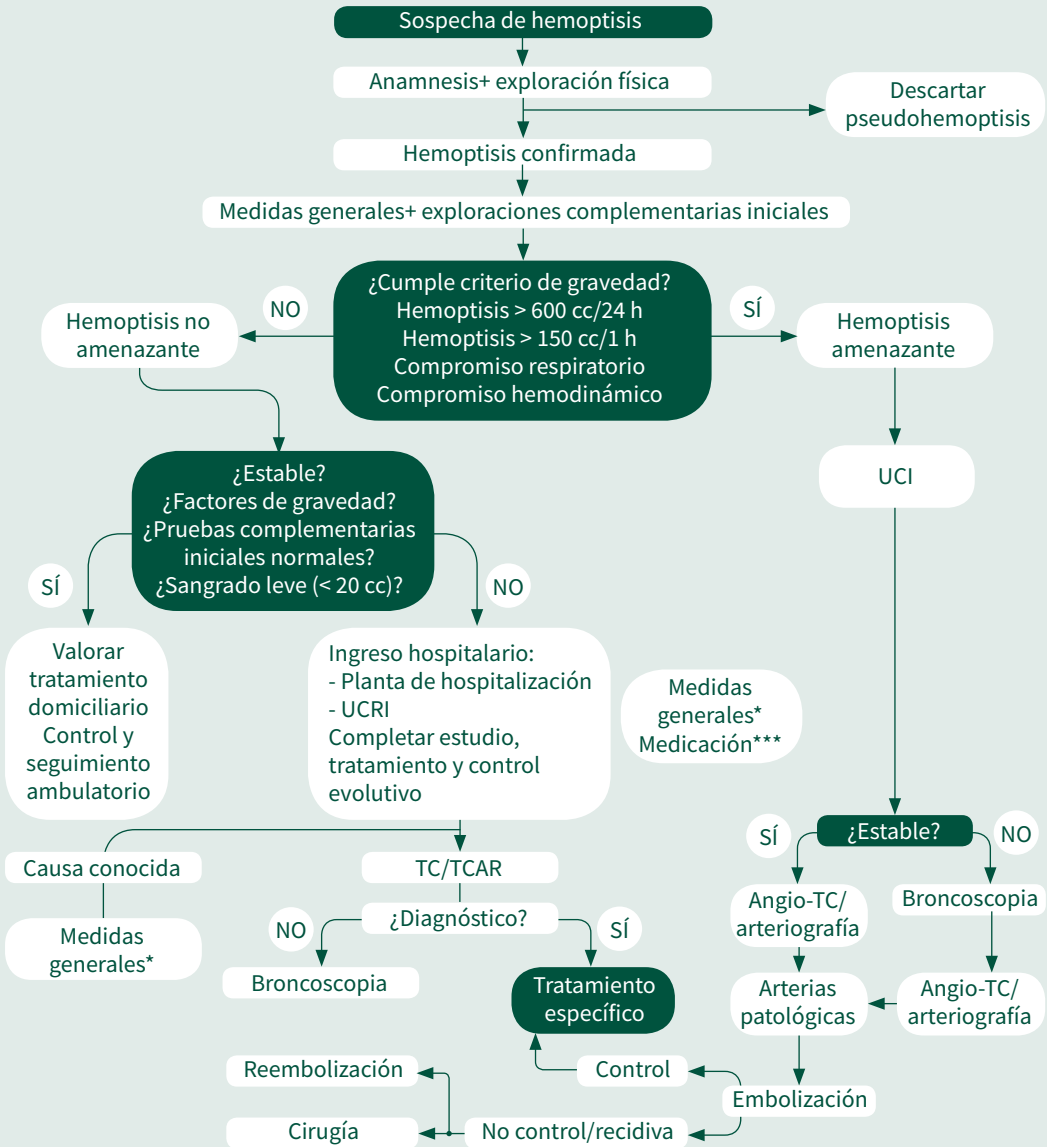 Sospecha de hemoptisis
Anamnesis+ exploración física
Descartar
pseudohemoptisis
Hemoptisis confirmada
Medidas generales+ exploraciones complementarias iniciales
¿Cumple criterio de gravedad?
Hemoptisis > 600 cc/24 h
Hemoptisis > 150 cc/1 h
Compromiso respiratorio
Compromiso hemodinámico
NO
SÍ
Hemoptisis no
amenazante
Hemoptisis
amenazante
¿Estable?
¿Factores de gravedad?
¿Pruebas complementarias
iniciales normales?
¿Sangrado leve (< 20 cc)?
UCI
SÍ
NO
Valorar
tratamiento
domiciliario
Control y
seguimiento
ambulatorio
Ingreso hospitalario:
- Planta de hospitalización
- UCRI
Completar estudio,
tratamiento y control
evolutivo
Medidas
generales*
Medicación***
SÍ
¿Estable?
NO
Causa conocida
TC/TCAR
Angio-TC/
arteriografía
Broncoscopia
Medidas
generales*
NO
¿Diagnóstico?
SÍ
Broncoscopia
Tratamiento
específico
Arterias
patológicas
Angio-TC/
arteriografía
Reembolización
Control
Embolización
Cirugía
No control/recidiva